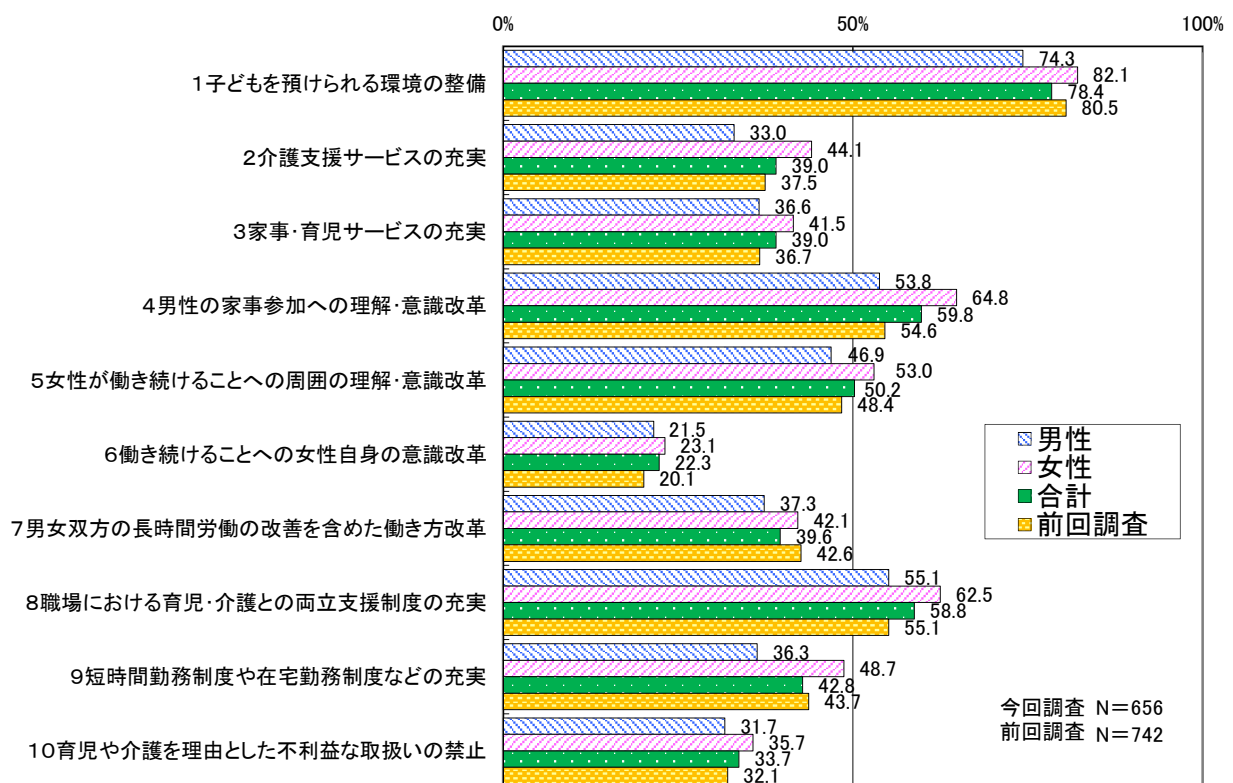 0%
50%
100%
1子どもを預けられる環境の整備
74.3
82.1
78.4
80.5
2介護支援サービスの充実
33.0
44.1
39.0
37.5
3家事・育児サービスの充実
36.6
41.5
39.0
36.7
4男性の家事参加への理解・意識改革
53.8
64.8
59.8
54.6
5女性が働き続けることへの周囲の理解・意識改革
46.9
53.0
50.2
48.4
6働き続けることへの女性自身の意識改革
21.5
23.1
22.3
20.1
7男女双方の長時間労働の改善を含めた働き方改革
37.3
42.1
39.6
42.6
8職場における育児・介護との両立支援制度の充実
55.1
62.5
58.8
55.1
9短時間勤務制度や在宅勤務制度などの充実
36.3
48.7
42.8
43.7
10育児や介護を理由とした不利益な取扱いの禁止
31.7
35.7
33.7
32.1
男性
女性
合計
前回調査
今回調査 N=656
前回調査 N=742